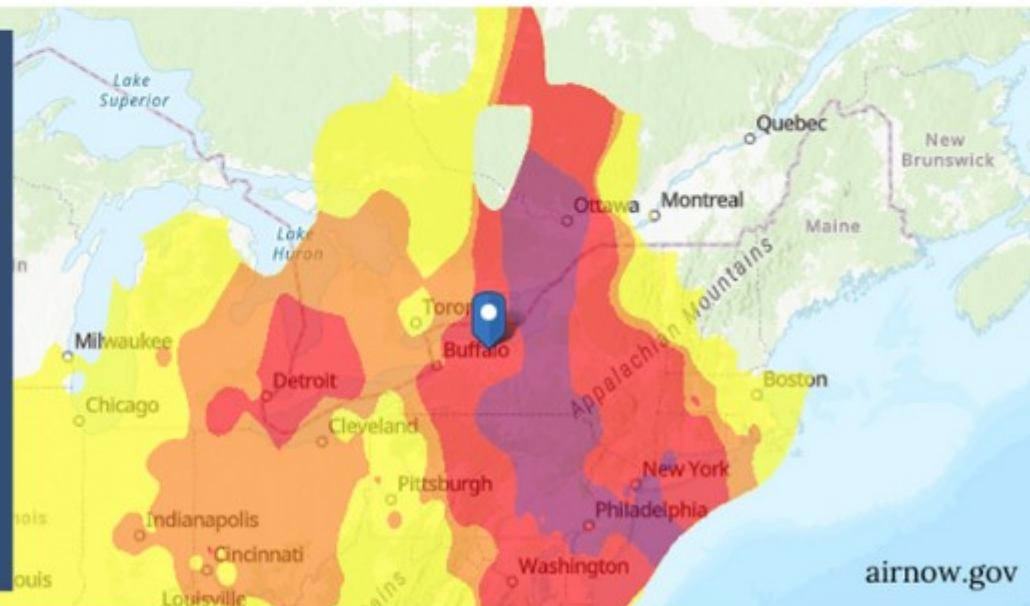 Lake
Superior
Quebec
New
Brunswick
Ottawa
Montreal
Maine
Lake
Huron
Appalachian Mountains
Milwaukee
Buffalo
Detroit
Boston
Chicago
Cleveland
Pittsburgh
New York
Philadelphia
Indianapolis
Cincinnati
Washington
airnow.gov
Louisville